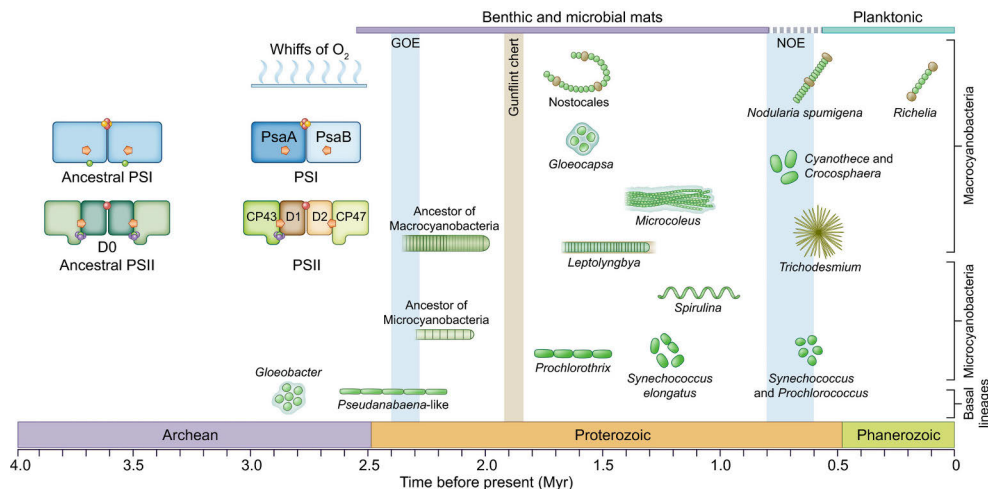 Benthic and microbial mats
Planktonic
Whiffs of O2
GOE
Gunflint chert
NOE
Nostocales
Nodularia spumigena
Richelia
PsaA
PsaB
Ancestral PSI
PSI
Gloeocapsa
Cyanothece and
Crocosphaera
Macrocyanobacteria
CP43
D1
D2
CP47
D0
Ancestral PSII
PSII
Ancestor of
Macrocyanobacteria
Microcoleus
Leptolyngbya
Trichodesmium
Spirulina
Ancestor of
Microcyanobacteria
Prochlorothrix
Synechococcus
elongatus
Synechococcus
and Prochlorococcus
Microcyanobacteria
Gloeobacter
Pseudanabaena-like
Basal
lineages
Archean
Proterozoic
Phanerozoic
4.0
3.5
3.0
2.5
2.0
1.5
1.0
0.5
0
Time before present (Myr)